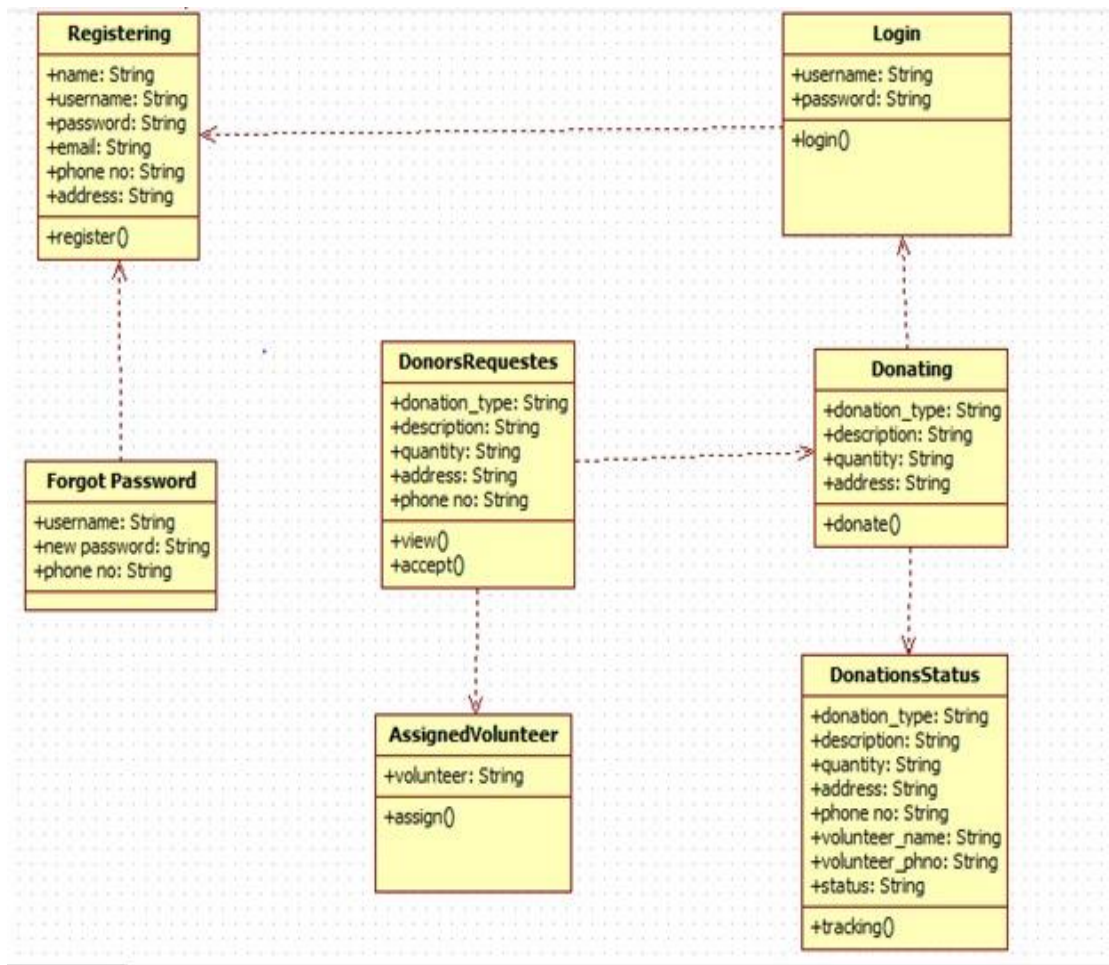 Registering
+name: String
+username: String
+password: String
+email: String
+phone no: String
+address: String
+register()
Login
+username: String
+password: String
+login()
DonorsRequestes
+donation_type: String
+description: String
+quantity: String
+address: String
+phone no: String
+view()
+accept()
Donating
+donation_type: String
+description: String
+quantity: String
+address: String
+donate()
Forgot Password
+username: String
+new password: String
+phone no: String
AssignedVolunteer
+volunteer: String
+assign()
DonationsStatus
+donation_type: String
+description: String
+quantity: String
+address: String
+phone no: String
+volunteer_name: String
+volunteer_phno: String
+status: String
+tracking()